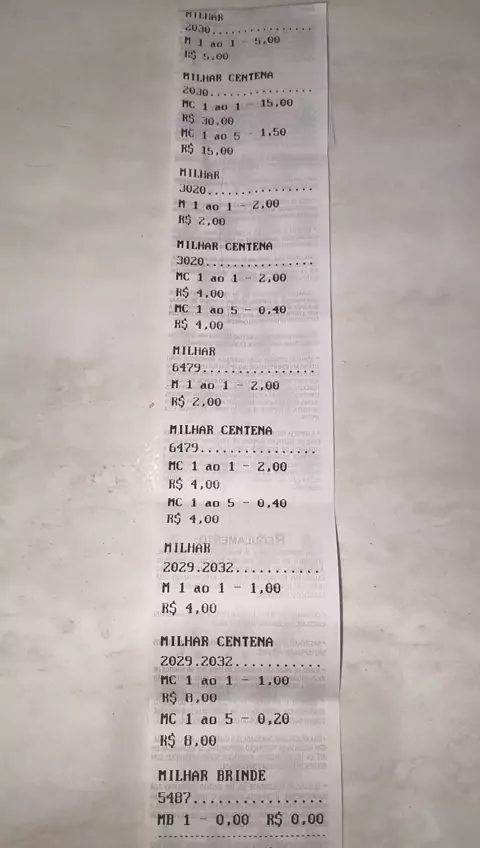 MILHAR
2030................
M 1 ao 1 - 5,00
R$ 5,00
MILHAR CENTENA
2030................
MC 1 ao 1 - 15,00
R$ 30,00
MC 1 ao 5 - 1,50
R$ 15,00
MILHAR
3020................
M 1 ao 1 - 2,00
R$ 2,00
MILHAR CENTENA
3020................
MC 1 ao 1 - 2,00
R$ 4,00
MC 1 ao 5 - 0,40
R$ 4,00
MILHAR
6479................
M 1 ao 1 - 2,00
R$ 2,00
MILHAR CENTENA
6479................
MC 1 ao 1 - 2,00
R$ 4,00
MC 1 ao 5 - 0,40
R$ 4,00
MILHAR
2029.2032...........
M 1 ao 1 - 1,00
R$ 4,00
MILHAR CENTENA
2029.2032...........
MC 1 ao 1 - 1,00
R$ 8,00
MC 1 ao 5 - 0,20
R$ 8,00
MILHAR BRINDE
5487................
MB 1 - 0,00 R$ 0,00